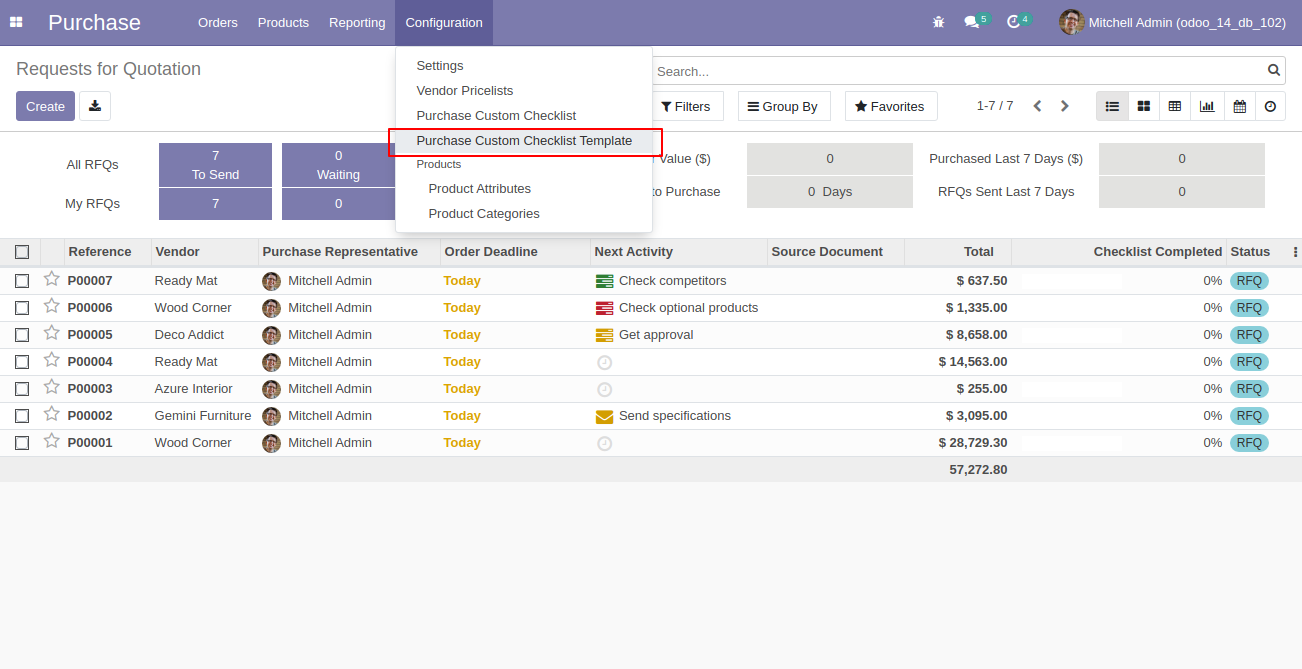 Purchase Orders Products Reporting Configuration 5 4 Mitchell Admin (odoo_14_db_102)
Requests for Quotation
Search...
Create
Filters Group By Favorites 1-7 / 7
Settings
Vendor Pricelists
Purchase Custom Checklist
Purchase Custom Checklist Template
Products
Product Attributes
Product Categories
All RFQs 7 To Send 0 Waiting
Value ($) 0 Purchased Last 7 Days ($) 0
My RFQs 7 0
to Purchase 0 Days RFQs Sent Last 7 Days 0
Reference Vendor Purchase Representative Order Deadline Next Activity Source Document Total Checklist Completed Status
P00007 Ready Mat Mitchell Admin Today Check competitors $ 637.50 0% RFQ
P00006 Wood Corner Mitchell Admin Today Check optional products $ 1,335.00 0% RFQ
P00005 Deco Addict Mitchell Admin Today Get approval $ 8,658.00 0% RFQ
P00004 Ready Mat Mitchell Admin Today $ 14,563.00 0% RFQ
P00003 Azure Interior Mitchell Admin Today $ 255.00 0% RFQ
P00002 Gemini Furniture Mitchell Admin Today Send specifications $ 3,095.00 0% RFQ
P00001 Wood Corner Mitchell Admin Today $ 28,729.30 0% RFQ
57,272.80